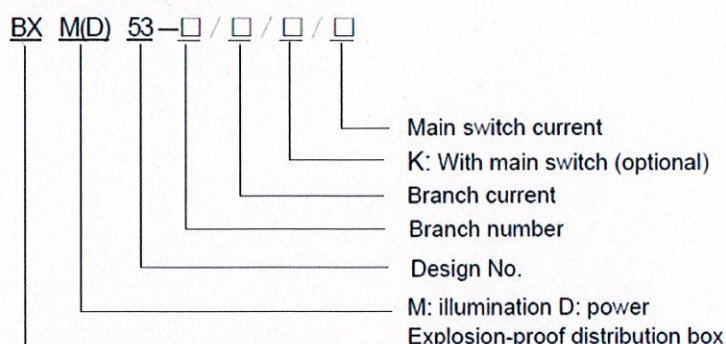 BX M(D) 53-□/□/□/□
Main switch current
K: With main switch (optional)
Branch current
Branch number
Design No.
M: illumination D: power
Explosion-proof distribution box